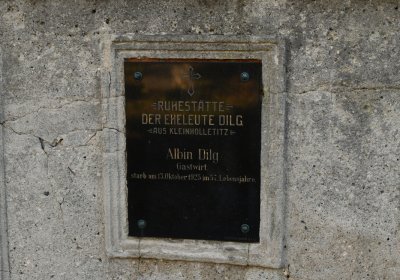 RUHESTÄTTE
DER EHELEUTE DILG
AUS KLEINHOLLETITZ
Albin Dilg
Gastwirt
starb am 13. Oktober 1925 im 57. Lebensjahre.